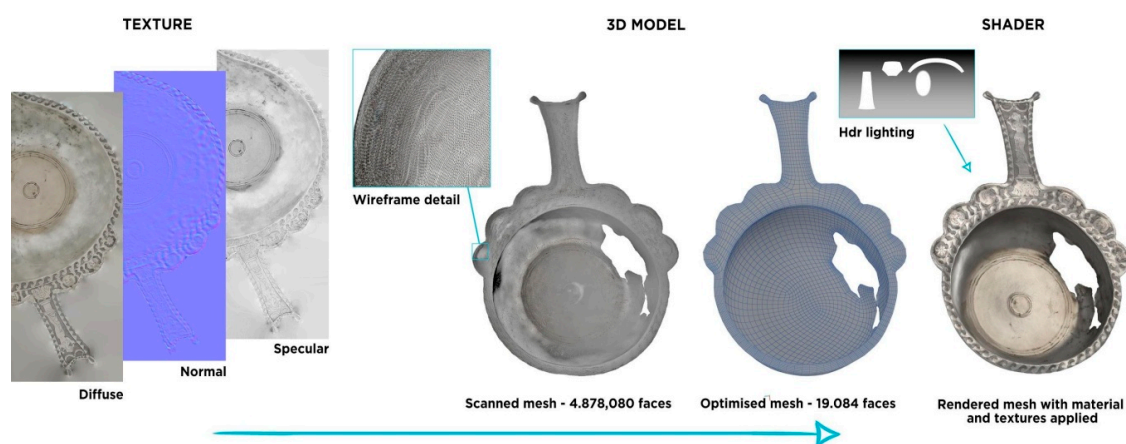 TEXTURE
3D MODEL
SHADER
Wireframe detail
Hdr lighting
Specular
Normal
Diffuse
Scanned mesh - 4.878,080 faces
Optimised mesh - 19.084 faces
Rendered mesh with material
and textures applied